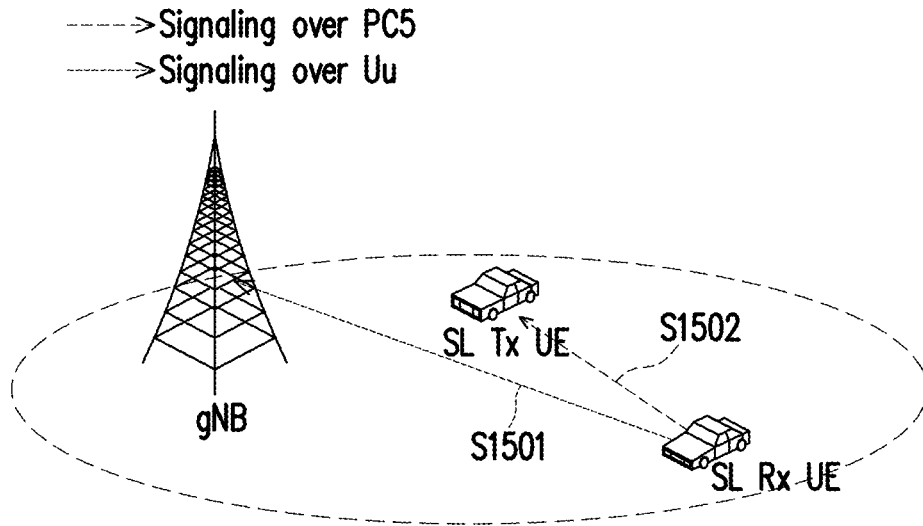 Signaling over PC5
Signaling over Uu
SL Tx UE
S1502
gNB
S1501
SL Rx UE